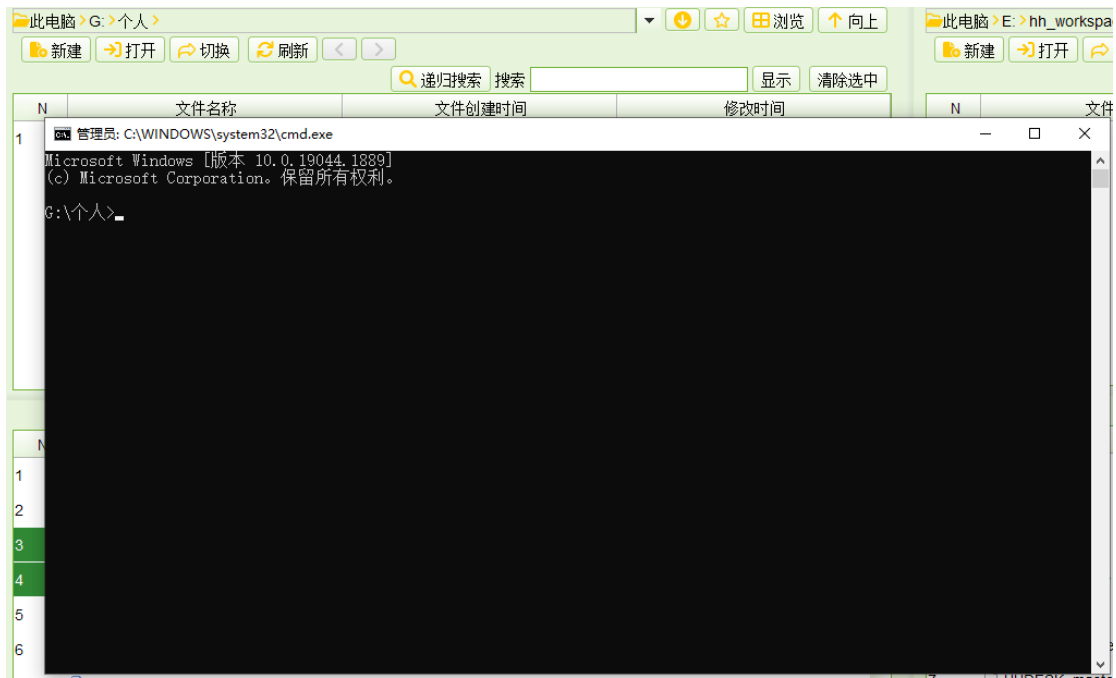 此电脑 G: 个人
浏览 向上
此电脑 E: hh_workspa
新建 打开 切换 刷新
新建 打开
递归搜索 搜索 显示 清除选中
N 文件名称 文件创建时间 修改时间
N 文件
1
管理员: C:\WINDOWS\system32\cmd.exe
Microsoft Windows [版本 10.0.19044.1889]
(c) Microsoft Corporation。保留所有权利。
G:\个人>
N
1
2
3
4
5
6